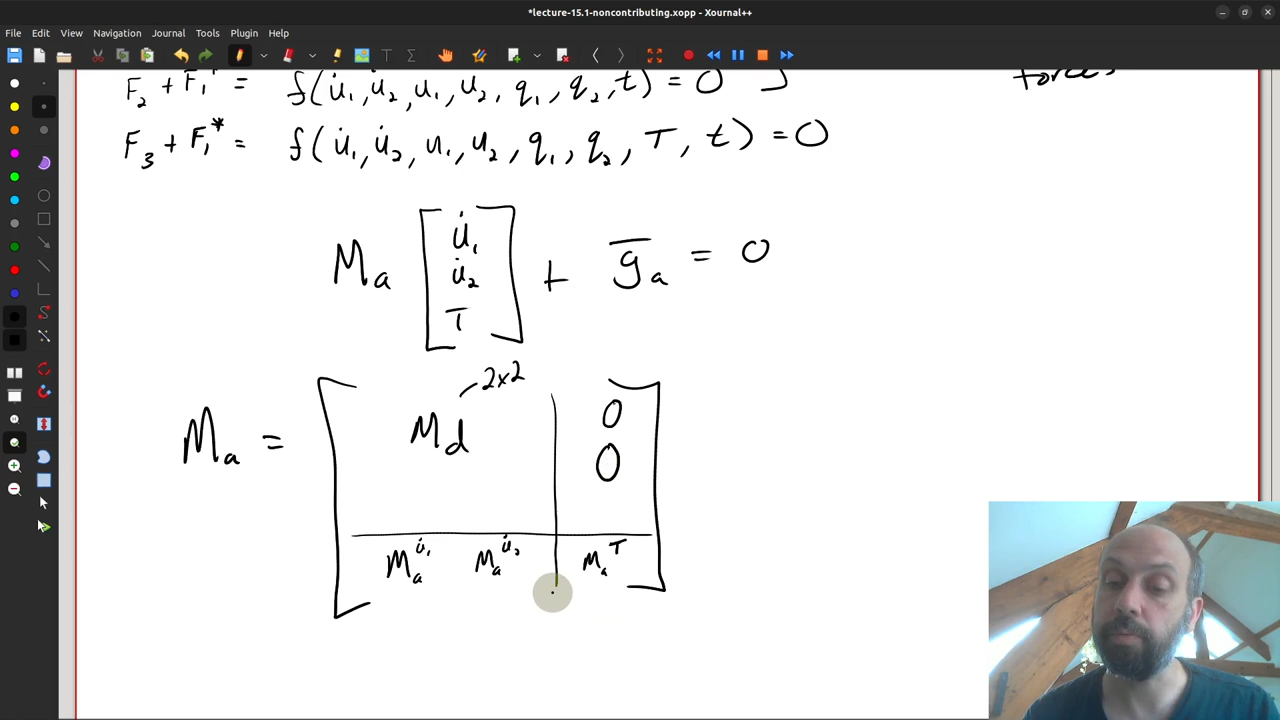 *lecture-15.1-noncontributing.xopp - Xournal++
File Edit View Navigation Journal Tools Plugin Help
F₂ + F₁* = f(u̇₁, u̇₂, u₁, u₂, q₁, q₂, t) = 0
forces
F₃ + F₁* = f(u̇₁, u̇₂, u₁, u₂, q₁, q₂, T, t) = 0
Mₐ [u̇₁ u̇₂ T] + g̅ₐ = 0
2x2
Mₐ = [ M_d | 0 0
Mₐ^u̇₁ Mₐ^u̇₂ | Mₐ^T ]